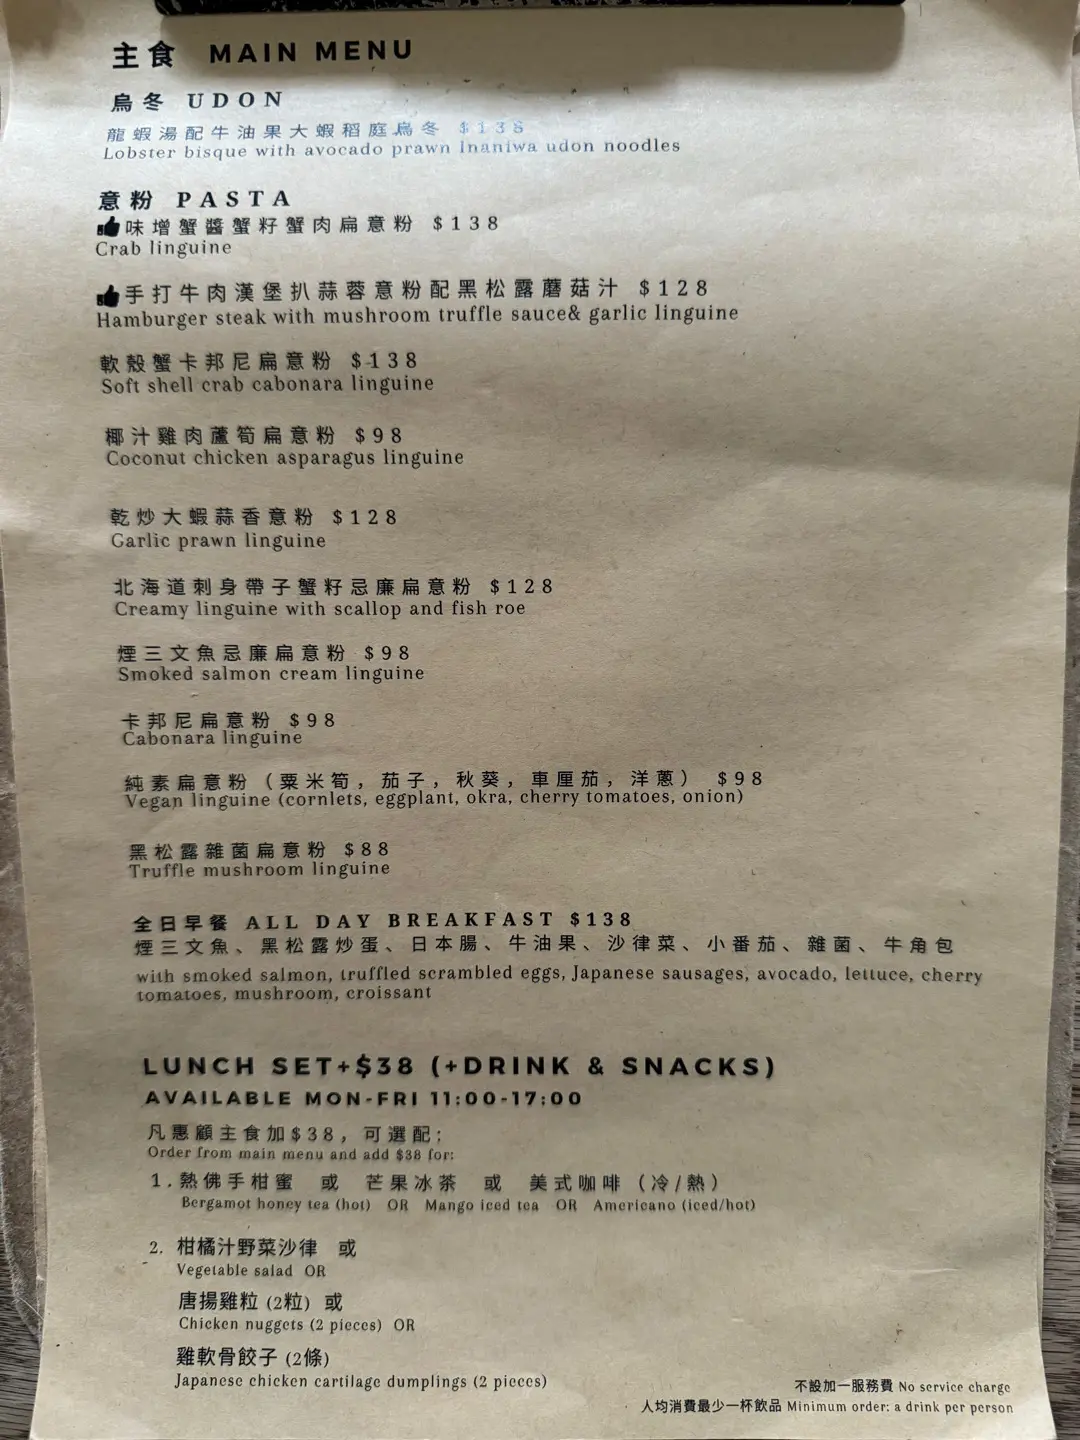 主食 MAIN MENU
烏冬 UDON
龍蝦湯配牛油果大蝦稻庭烏冬 $138
Lobster bisque with avocado prawn Inaniwa udon noodles
意粉 PASTA
味增蟹醬蟹籽蟹肉扁意粉 $138
Crab linguine
手打牛肉漢堡扒蒜蓉意粉配黑松露蘑菇汁 $128
Hamburger steak with mushroom truffle sauce& garlic linguine
軟殼蟹卡邦尼扁意粉 $138
Soft shell crab cabonara linguine
椰汁雞肉蘆筍扁意粉 $98
Coconut chicken asparagus linguine
乾炒大蝦蒜香意粉 $128
Garlic prawn linguine
北海道刺身帶子蟹籽忌廉扁意粉 $128
Creamy linguine with scallop and fish roe
煙三文魚忌廉扁意粉 $98
Smoked salmon cream linguine
卡邦尼扁意粉 $98
Cabonara linguine
純素扁意粉（粟米筍，茄子，秋葵，車厘茄，洋蔥） $98
Vegan linguine (cornlets, eggplant, okra, cherry tomatoes, onion)
黑松露雜菌扁意粉 $88
Truffle mushroom linguine
全日早餐 ALL DAY BREAKFAST $138
煙三文魚、黑松露炒蛋、日本腸、牛油果、沙律菜、小番茄、雜菌、牛角包
with smoked salmon, truffled scrambled eggs, Japanese sausages, avocado, lettuce, cherry
tomatoes, mushroom, croissant
LUNCH SET+$38 (+DRINK & SNACKS)
AVAILABLE MON-FRI 11:00-17:00
凡惠顧主食加$38，可選配：
Order from main menu and add $38 for:
1. 熱佛手柑蜜 或 芒果冰茶 或 美式咖啡（冷/熱）
Bergamot honey tea (hot) OR Mango iced tea OR Americano (iced/hot)
2. 柑橘汁野菜沙律 或
Vegetable salad OR
唐揚雞粒 (2粒) 或
Chicken nuggets (2 pieces) OR
雞軟骨餃子 (2條)
Japanese chicken cartilage dumplings (2 pieces)
不設加一服務費 No service charge
人均消費最少一杯飲品 Minimum order: a drink per person